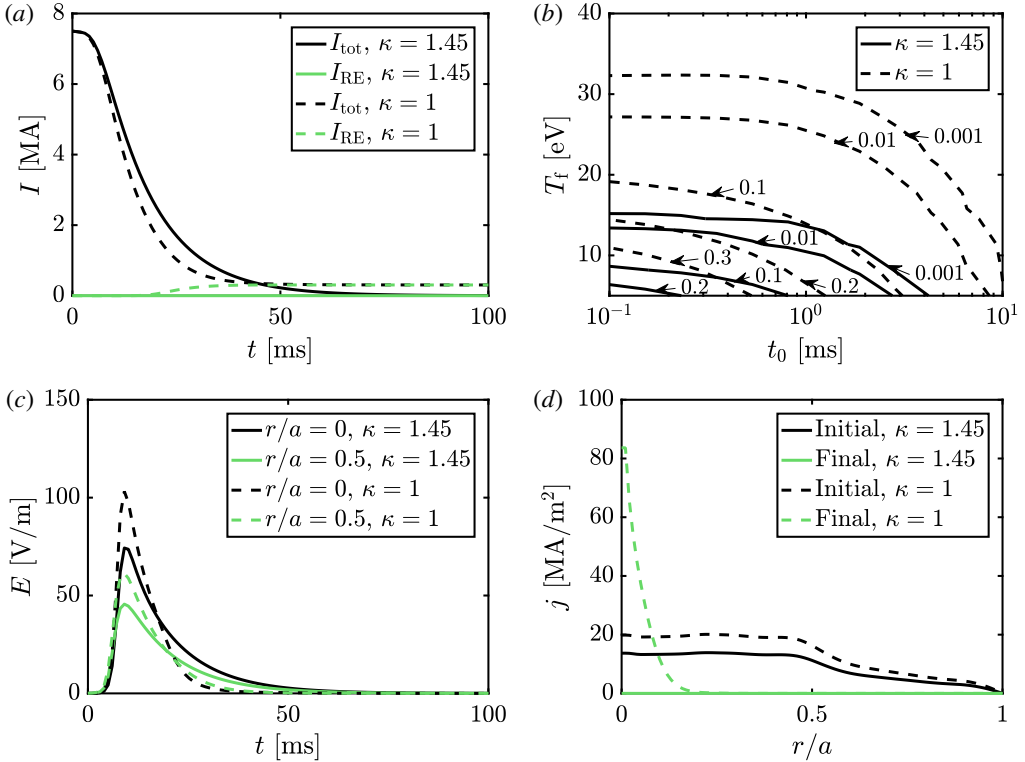 (a)
8
6
4
2
0
0
50
100
I [MA]
t [ms]
I_tot, κ = 1.45
I_RE, κ = 1.45
I_tot, κ = 1
I_RE, κ = 1
(b)
40
30
20
10
10^−1
10^0
10^1
T_f [eV]
t_0 [ms]
κ = 1.45
κ = 1
0.001
0.01
0.1
0.01
0.3
0.1
0.2
0.2
0.001
(c)
150
100
50
0
0
50
100
E [V/m]
t [ms]
r/a = 0, κ = 1.45
r/a = 0.5, κ = 1.45
r/a = 0, κ = 1
r/a = 0.5, κ = 1
(d)
100
80
60
40
20
0
0
0.5
1
j [MA/m²]
r/a
Initial, κ = 1.45
Final, κ = 1.45
Initial, κ = 1
Final, κ = 1